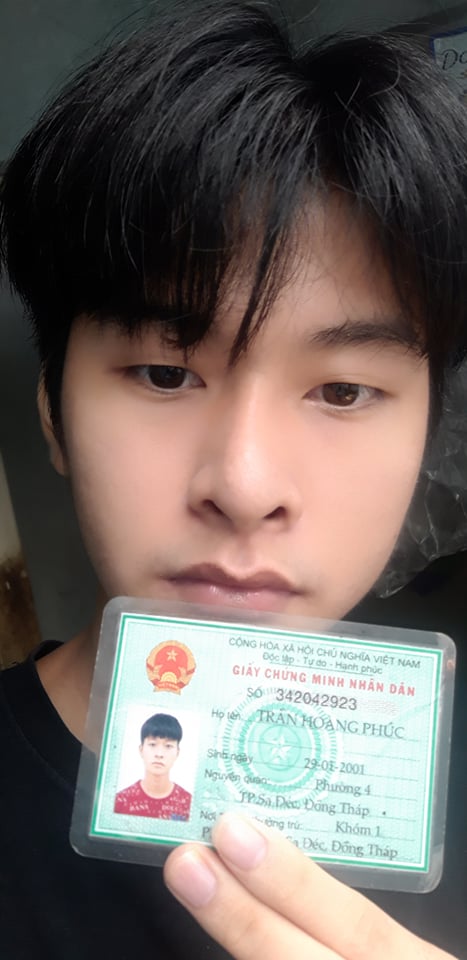 CỘNG HÒA XÃ HỘI CHỦ NGHĨA VIỆT NAM
Độc lập - Tự do - Hạnh phúc
GIẤY CHỨNG MINH NHÂN DÂN
SỐ 342042923
Họ tên TRẦN HOÀNG PHÚC
Sinh ngày 29-01-2001
Nguyên quán: Phường 4
TP.Sa Đéc, Đồng Tháp
Nơi thường trú: Khóm 1
Sa Đéc, Đồng Tháp